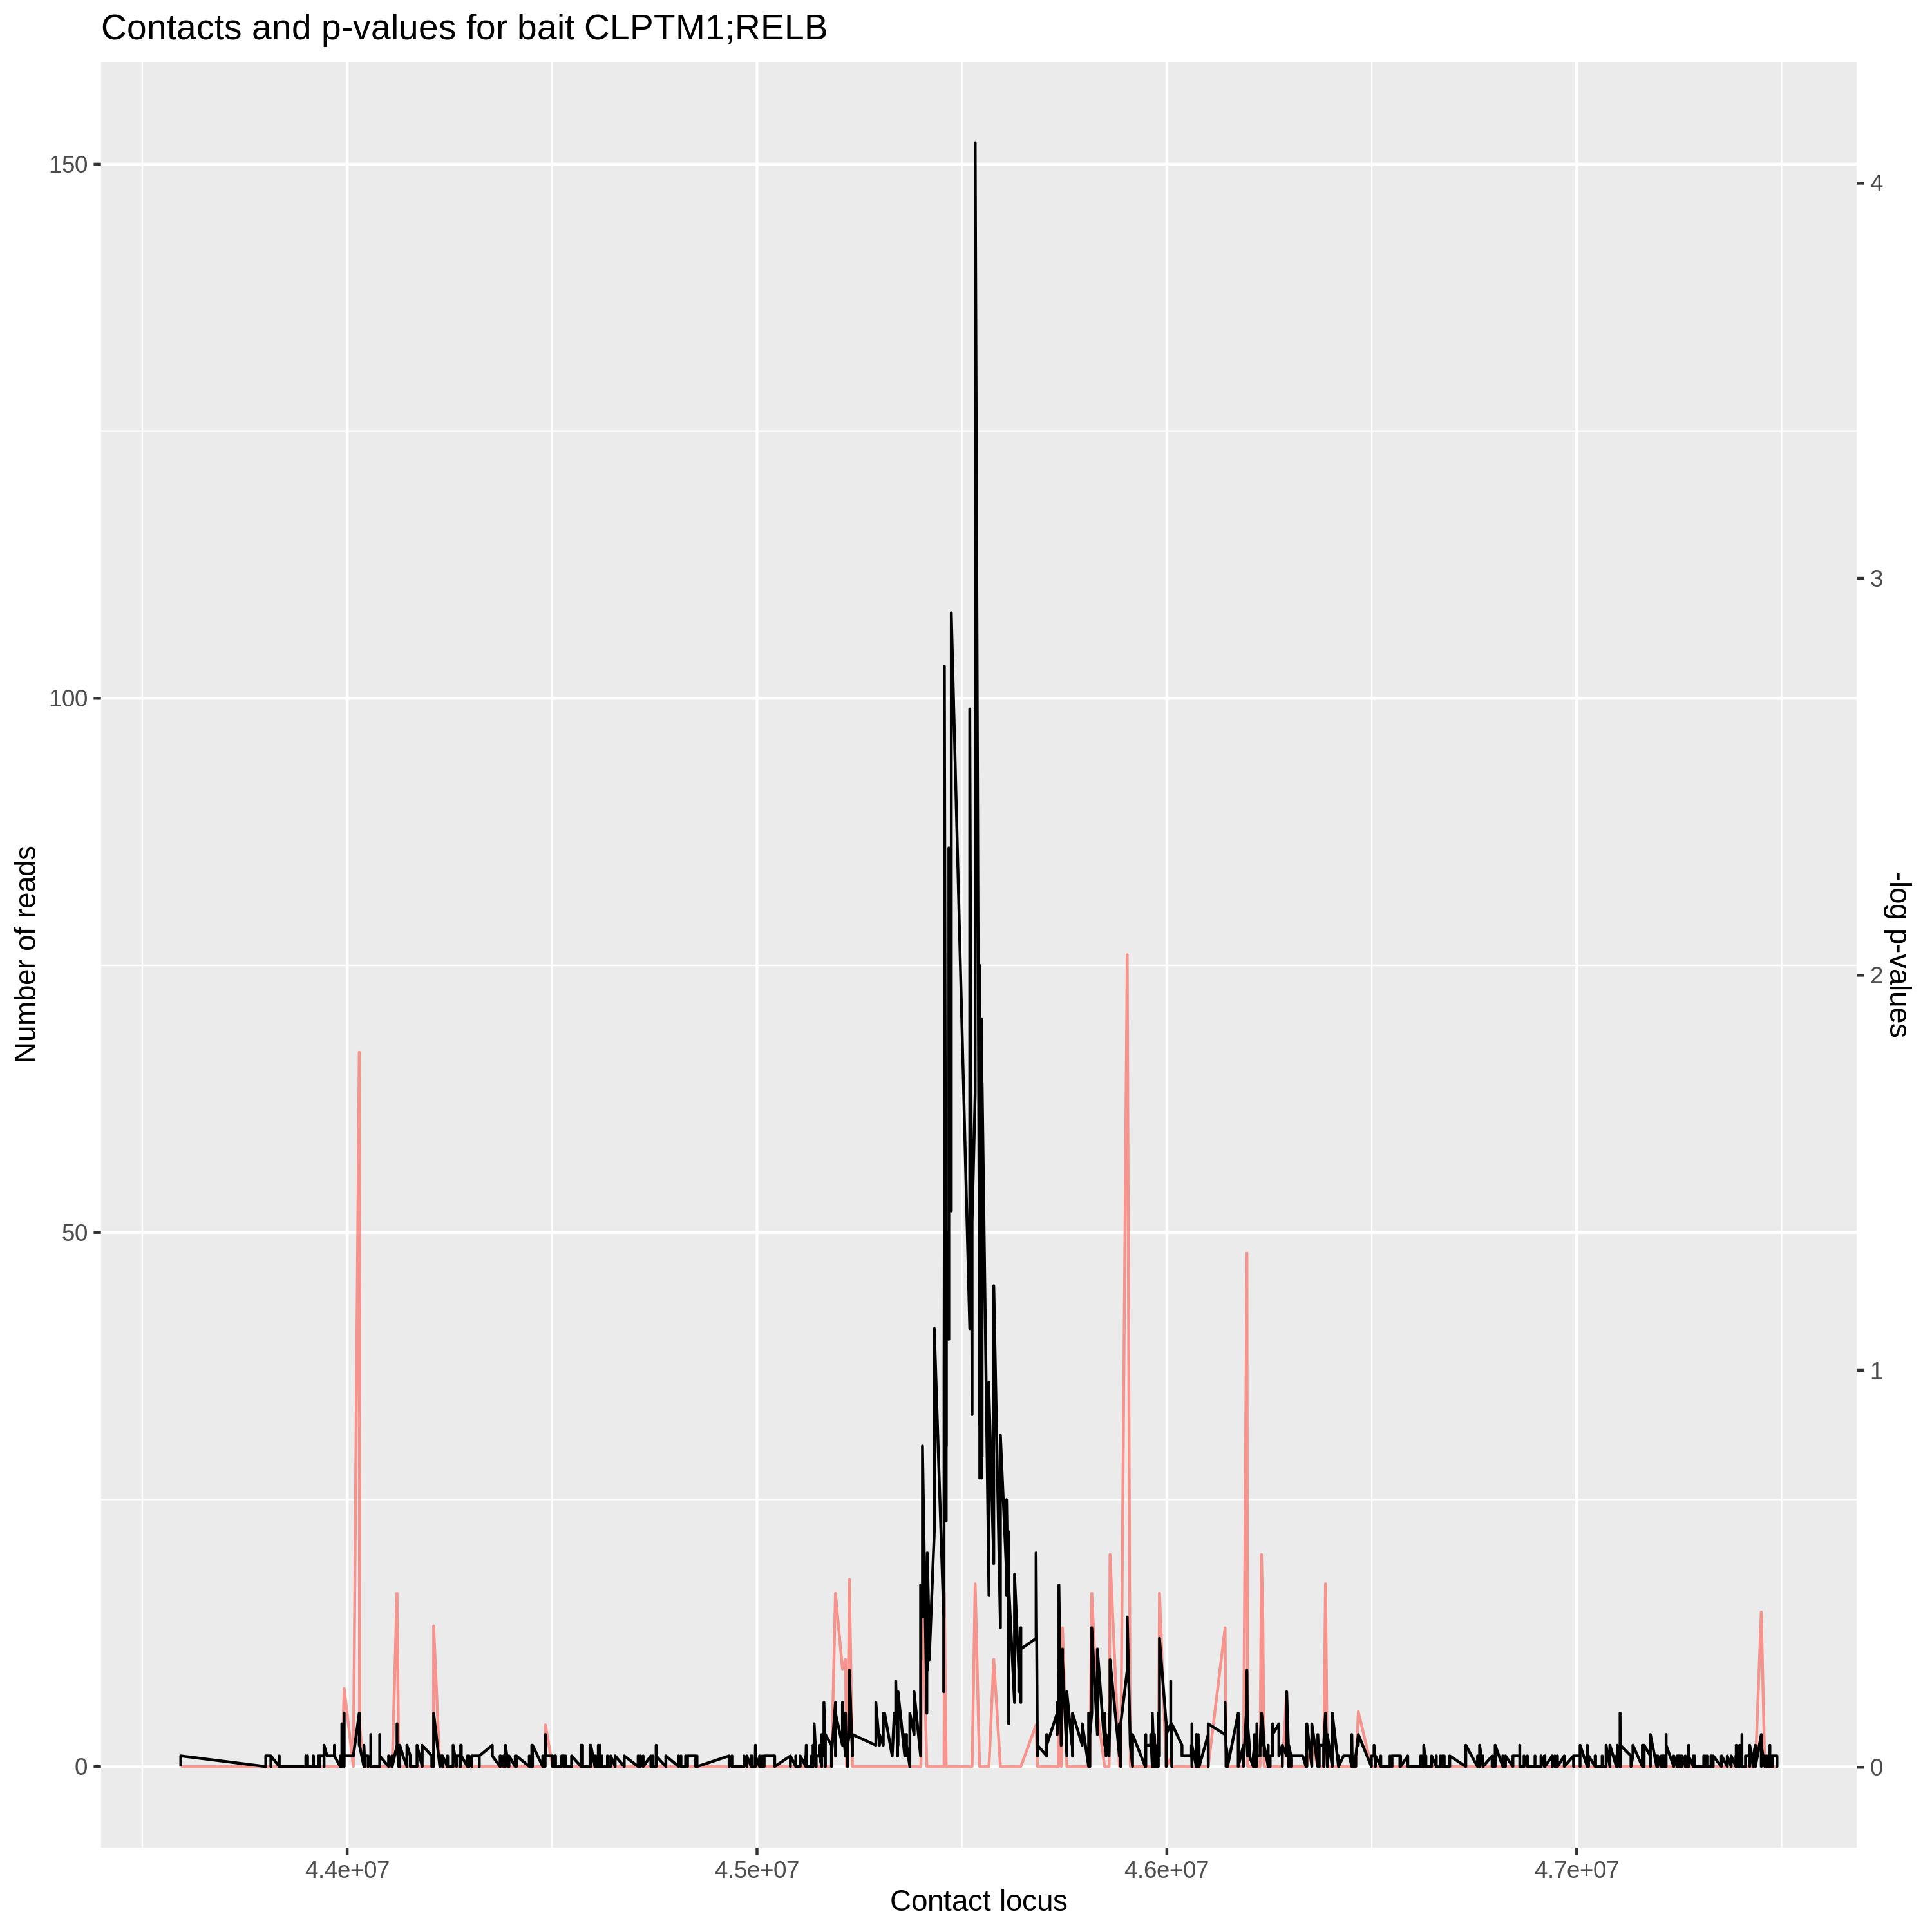 Contacts and p-values for bait CLPTM1;RELB
150
100
50
0
Number of reads
4
3
2
1
0
-log p-values
4.4e+07
4.5e+07
4.6e+07
4.7e+07
Contact locus